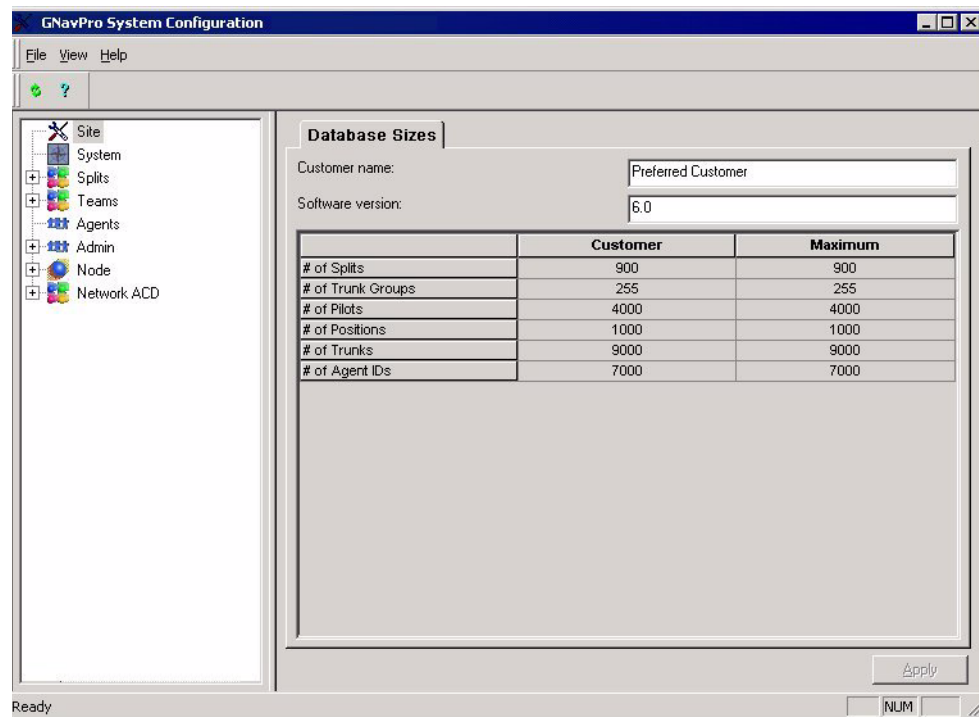 GNavPro System Configuration
File View Help
?
Site
System
Splits
Teams
Agents
Admin
Node
Network ACD
Database Sizes
Customer name: Preferred Customer
Software version: 6.0
Customer Maximum
# of Splits 900 900
# of Trunk Groups 255 255
# of Pilots 4000 4000
# of Positions 1000 1000
# of Trunks 9000 9000
# of Agent IDs 7000 7000
Apply
Ready NUM